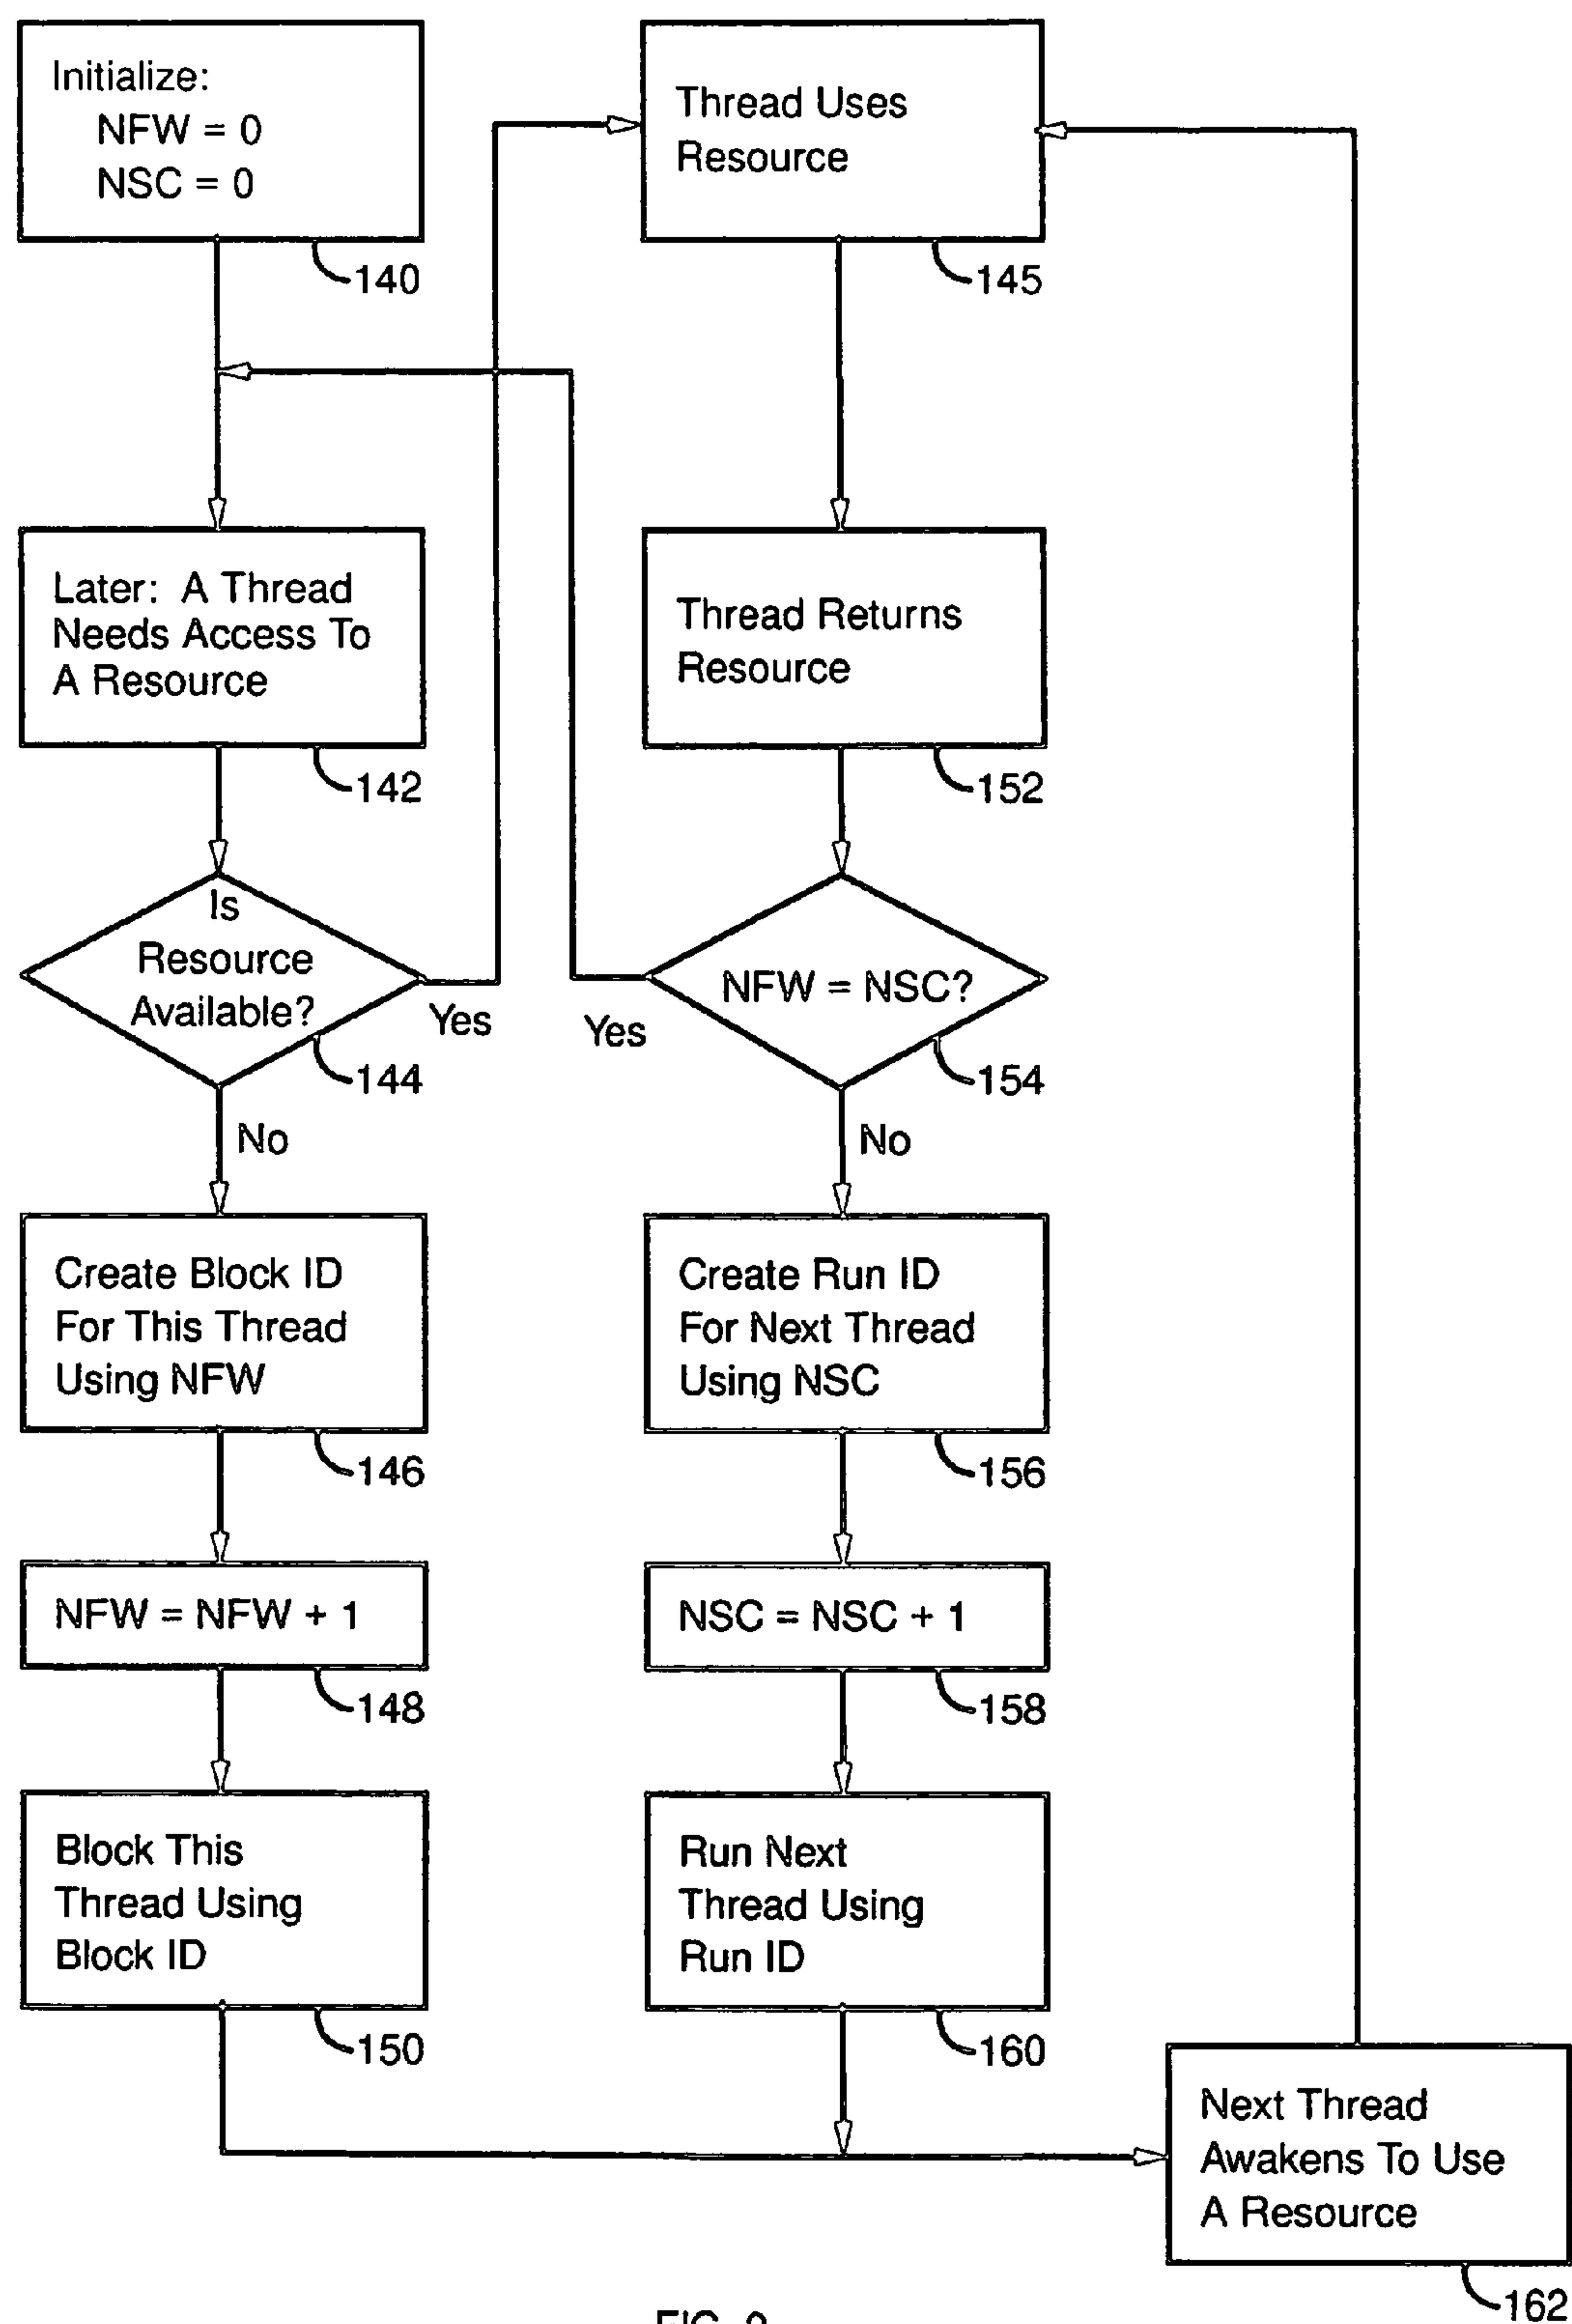 Initialize:
NFW = 0
NSC = 0
140
Later: A Thread
Needs Access To
A Resource
142
Is
Resource
Available?
Yes
144
No
Create Block ID
For This Thread
Using NFW
146
NFW = NFW + 1
148
Block This
Thread Using
Block ID
150
Thread Uses
Resource
145
Thread Returns
Resource
152
NFW = NSC?
Yes
154
No
Create Run ID
For Next Thread
Using NSC
156
NSC = NSC + 1
158
Run Next
Thread Using
Run ID
160
Next Thread
Awakens To Use
A Resource
162
FIG.